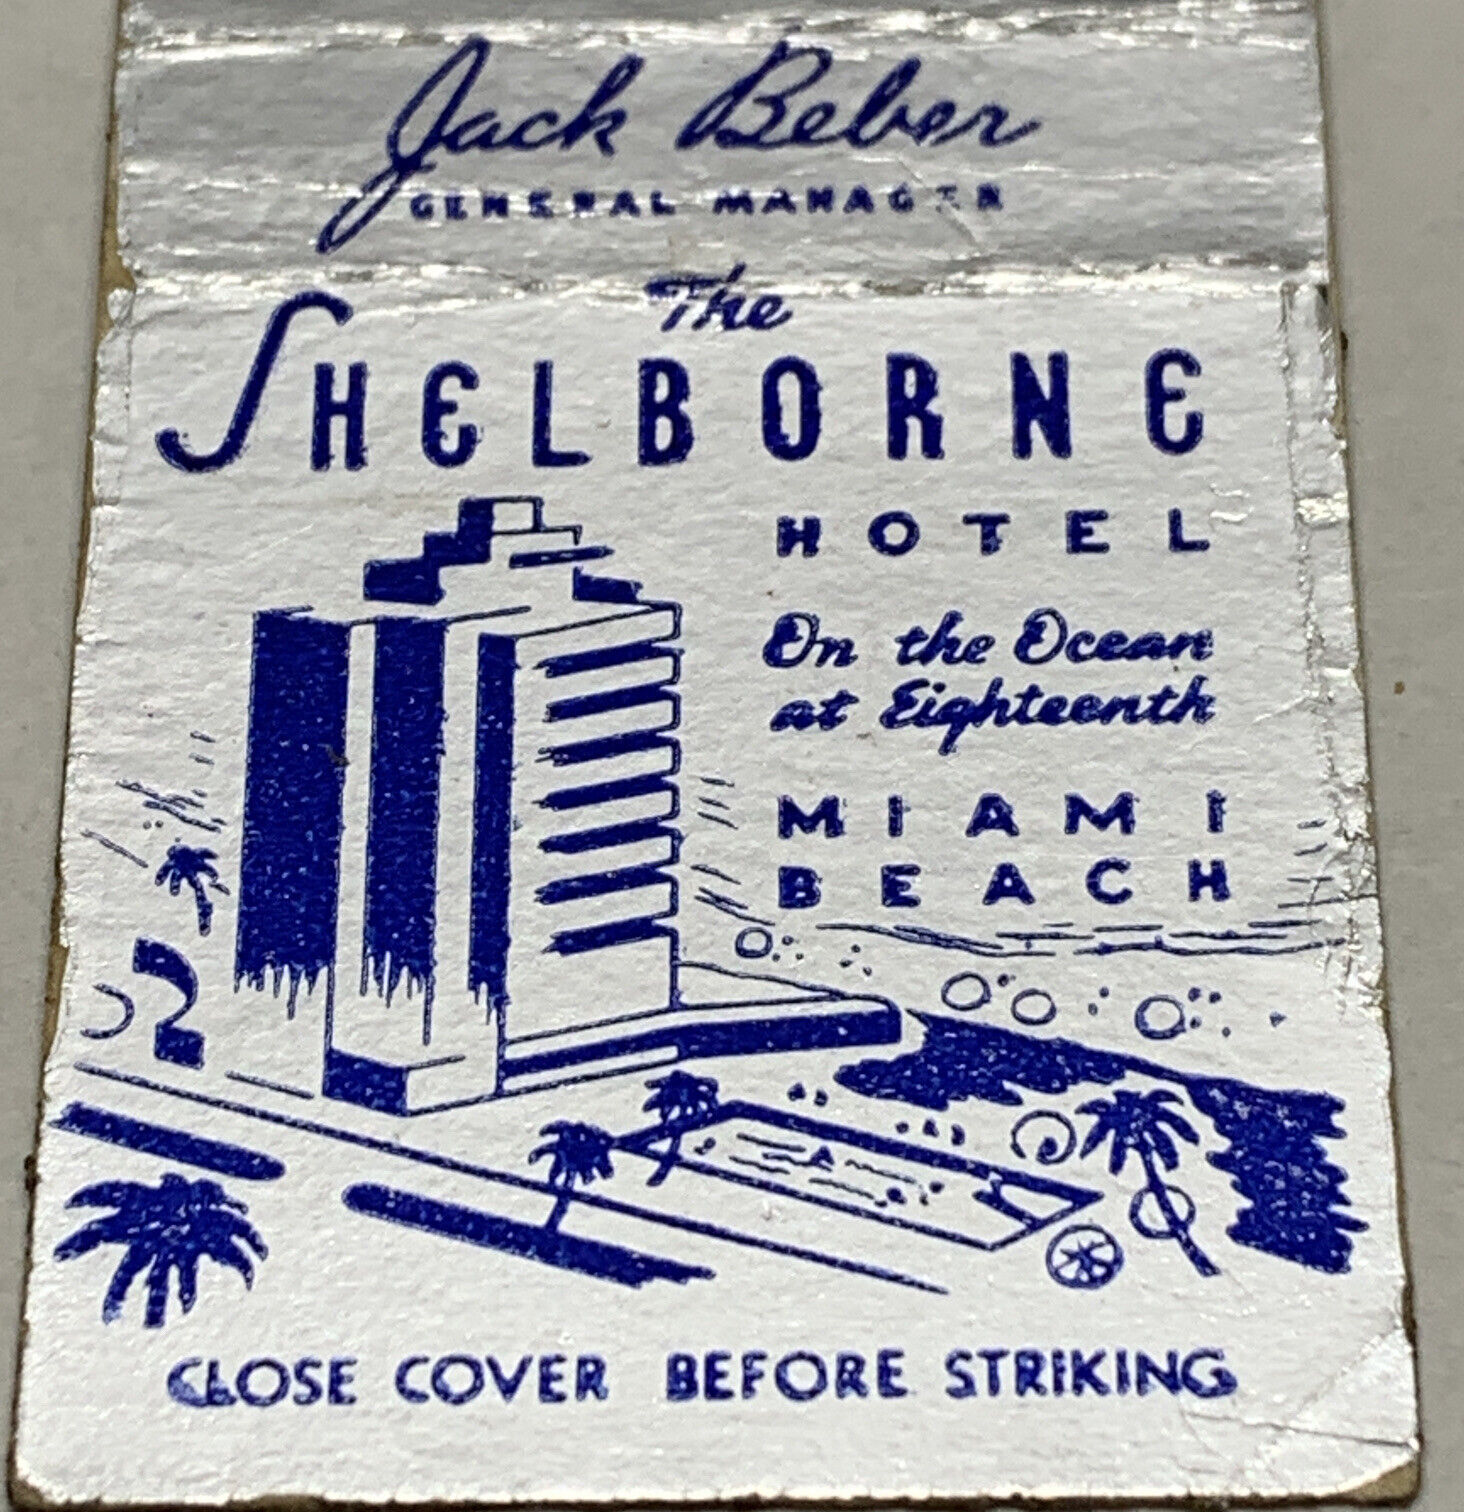 Jack Beber
GENERAL MANAGER
The
SHELBORNE
HOTEL
On the Ocean
at Eighteenth
MIAMI
BEACH
CLOSE COVER BEFORE STRIKING